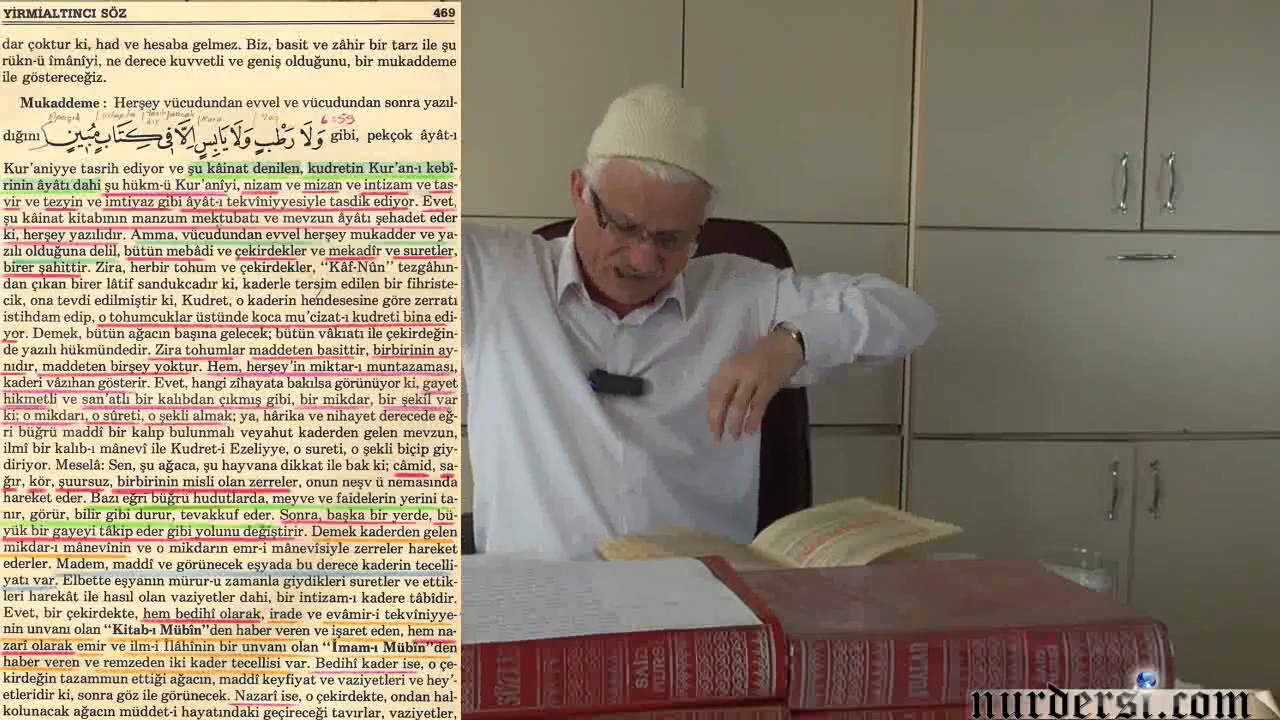 YİRMİALTINCI SÖZ 469
dar çoktur ki, had ve hesaba gelmez. Biz, basit ve zâhir bir tarz ile şu
rükn-ü îmânîyi, ne derece kuvvetli ve geniş olduğunu, bir mukaddeme
ile göstereceğiz.
Mukaddeme : Herşey vücudundan evvel ve vücudundan sonra yazıl-
6:59
dığını وَلَا رَطْبٍ وَلَا يَابِسٍ اِلَّا فِى كِتَابٍ مُبِينٍ gibi, pekçok âyât-ı
Kur'aniyye tasrih ediyor ve şu kâinat denilen, kudretin Kur'an-ı kebî-
rinin âyâtı dahi şu hükm-ü Kur'anîyi, nizam ve mizan ve intizam ve tas-
vir ve tezyin ve imtiyaz gibi âyât-ı tekvîniyyesiyle tasdik ediyor. Evet,
şu kâinat kitabının manzun mektubatı ve mevzun âyâtı şehadet eder
ki, herşey yazılıdır. Amma, vücudundan evvel herşey mukadder ve ya-
zılı olduğuna delil, bütün mebâdi ve çekirdekler ve mekadîr ve suretler,
birer şahittir. Zira, herbir tohum ve çekirdekler, "Kâf-Nûn" tezgâhın-
dan çıkan birer lâtif sandukcadır ki, kaderle tersim edilen bir fihriste-
cik, ona tevdi edilmiştir ki, Kudret, o kaderin hendesesine göre zerratı
istihdam edip, o tohumcuklar üstünde koca mu'cizat-ı kudreti bina edi-
yor. Demek, bütün ağacın başına gelecek; bütün vâkıatı ile çekirdeğin-
de yazılı hükmündedir. Zira tohumlar maddeten basittir, birbirinin ay-
nıdır, maddeten birşey yoktur. Hem, herşey'in miktar-ı muntazaması,
kaderi vâzıhan gösterir. Evet, hangi zîhayata bakılsa görünüyor ki, gayet
hikmetli ve san'atlı bir kalıbdan çıkmış gibi, bir mikdar, bir şekil var
ki; o mikdarı, o sûreti, o şekli almak; ya, hârika ve nihayet derecede eğ-
ri büğrü maddî bir kalıp bulunmalı veyahut kaderden gelen mevzun,
ilmî bir kalıb-ı mânevî ile Kudret-i Ezeliyye, o sureti, o şekli biçip giy-
diriyor. Meselâ: Sen, şu ağaca, şu hayvana dikkat ile bak ki; câmid, sa-
ğır, kör, şuursuz, birbirinin misli olan zerreler, onun neşv ü nemasında
hareket eder. Bazı eğri büğrü hudutlarda, meyve ve faidelerin yerini ta-
nır, görür, bilir gibi durur, tevakkuf eder. Sonra, başka bir yerde, bü-
yük bir gayeyi tâkip eder gibi yolunu değiştirir. Demek kaderden gelen
mikdar-ı mânevînin ve o mikdarın emr-i mânevîsiyle zerreler hareket
ederler. Madem, maddî ve görünecek eşyada bu derece kaderin tecelli-
yatı var. Elbette eşyanın mürur-u zamanla giydikleri suretler ve ettik-
leri harekât ile hasıl olan vaziyetler dahi, bir intizam-ı kadere tâbidir.
Evet, bir çekirdekte, hem bedihî olarak, irade ve evâmir-i tekvîniyye-
nin unvanı olan "Kitab-ı Mübîn"den haber veren ve işaret eden, hem na-
zarî olarak emir ve ilm-i İlâhînin bir unvanı olan "İmam-ı Mübîn"den
haber veren ve remzeden iki kader tecellisi var. Bedihî kader ise, o çe-
kirdeğin tazammun ettiği ağacın, maddî keyfiyat ve vaziyetleri ve hey'-
etleridir ki, sonra göz ile görünecek. Nazarî ise, o çekirdekte, ondan hal-
kolunacak ağacın müddet-i hayatındaki geçireceği tavırlar, vaziyetler,
SÖZLER
ŞUALAR
nurdersi.com